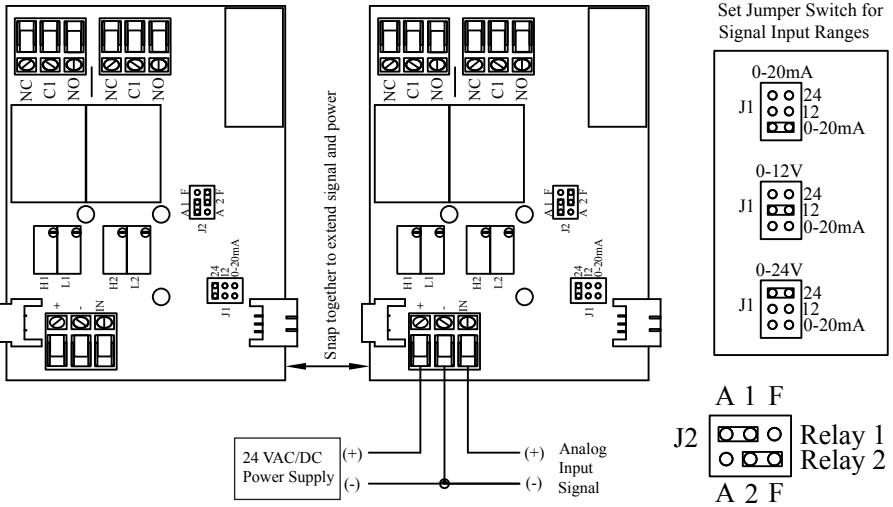 Set Jumper Switch for
Signal Input Ranges
NC C1 NO NC C1 NO
A 1 F
A 2 F
J2
H1 L1 H2 L2
24 12 0-20mA
J1
+ - IN
Snap together to extend signal and power
NC C1 NO NC C1 NO
A 1 F
A 2 F
J2
H1 L1 H2 L2
24 12 0-20mA
J1
+ - IN
0-20mA
J1
24
12
0-20mA
0-12V
J1
24
12
0-20mA
0-24V
J1
24
12
0-20mA
24 VAC/DC
Power Supply
(+)
(-)
(+)
(-)
Analog
Input
Signal
A 1 F
J2
Relay 1
Relay 2
A 2 F